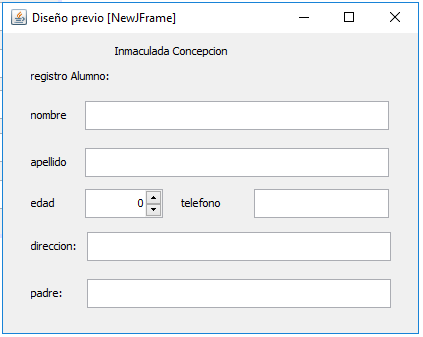 Diseño previo [NewJFrame]
Inmaculada Concepcion
registro Alumno:
nombre
apellido
edad 0 telefono
direccion:
padre: